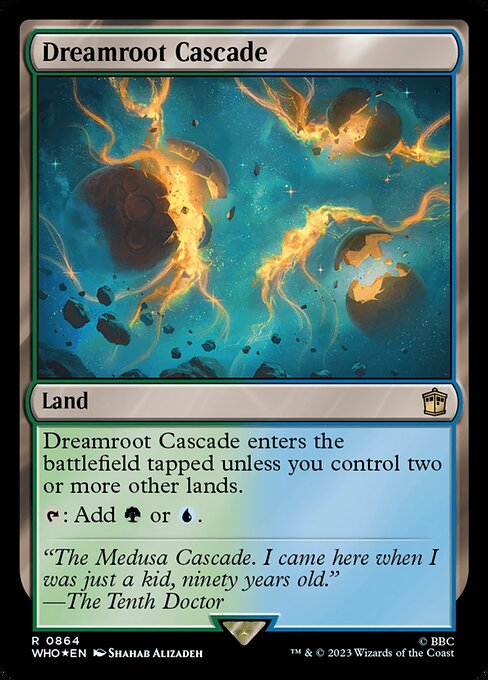 Dreamroot Cascade
Land
Dreamroot Cascade enters the
battlefield tapped unless you control two
or more other lands.
: Add or .
“The Medusa Cascade. I came here when I
was just a kid, ninety years old.”
—The Tenth Doctor
R 0864
WHO★EN Shahab Alizadeh
© BBC
™ & © 2023 Wizards of the Coast